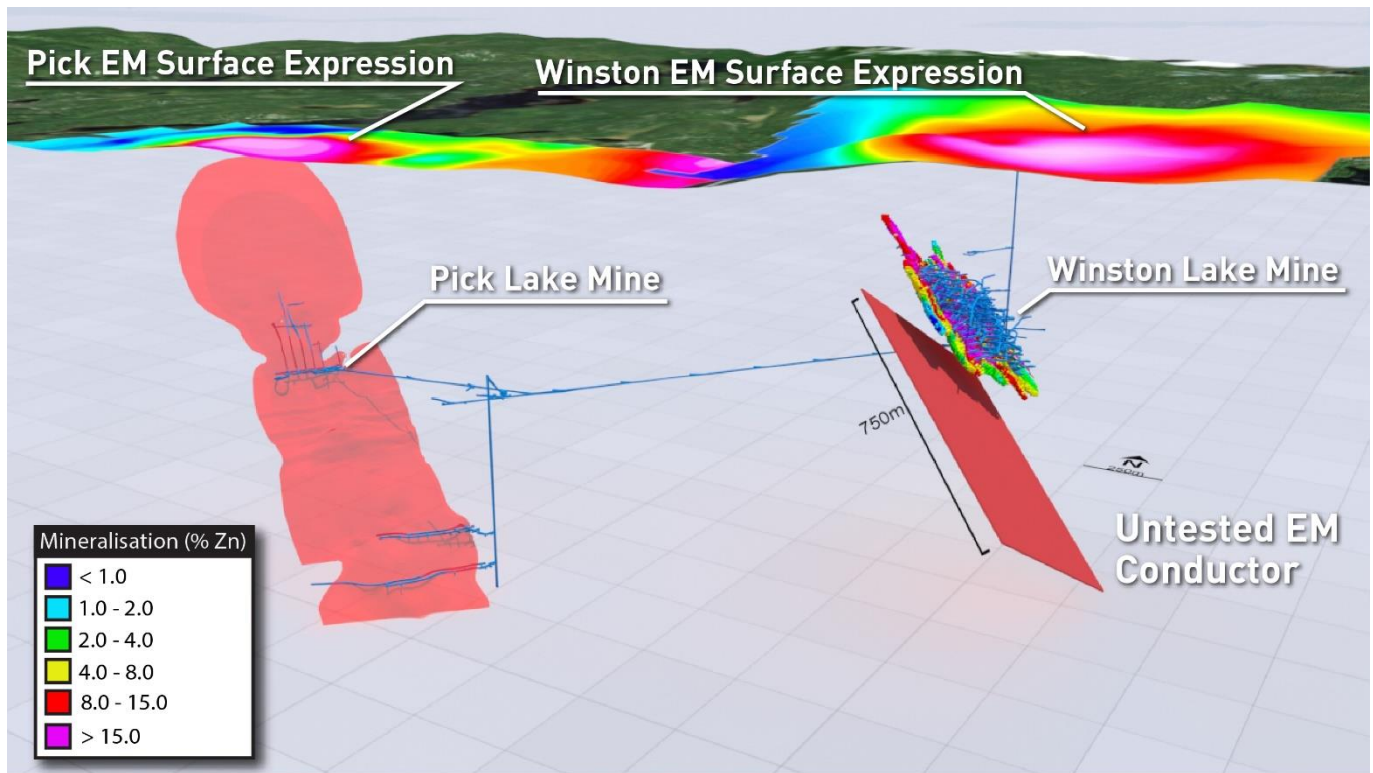 Pick EM Surface Expression
Winston EM Surface Expression
Pick Lake Mine
Winston Lake Mine
750m
N
250m
Untested EM
Conductor
Mineralisation (% Zn)
< 1.0
1.0 - 2.0
2.0 - 4.0
4.0 - 8.0
8.0 - 15.0
> 15.0